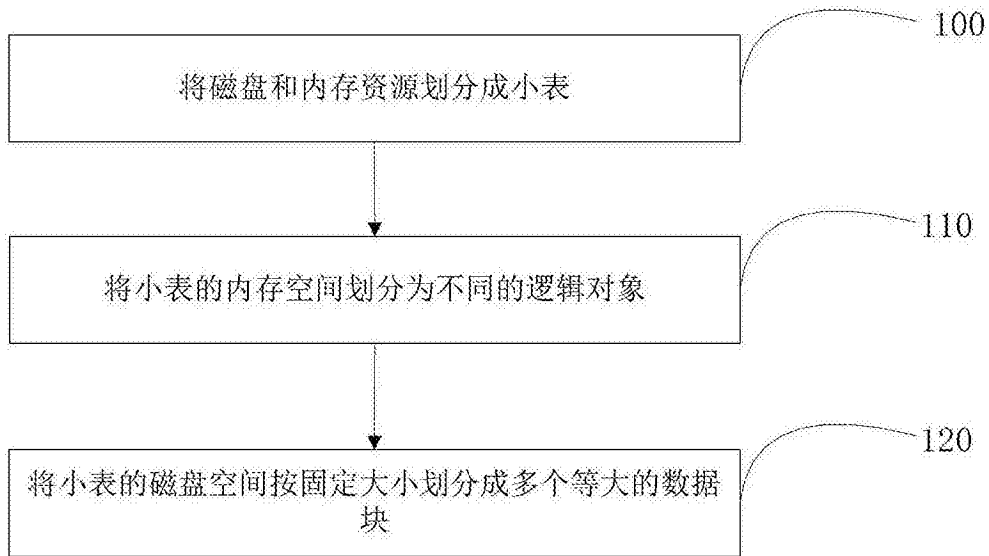 100
将磁盘和内存资源划分成小表
110
将小表的内存空间划分为不同的逻辑对象
120
将小表的磁盘空间按固定大小划分成多个等大的数据
块